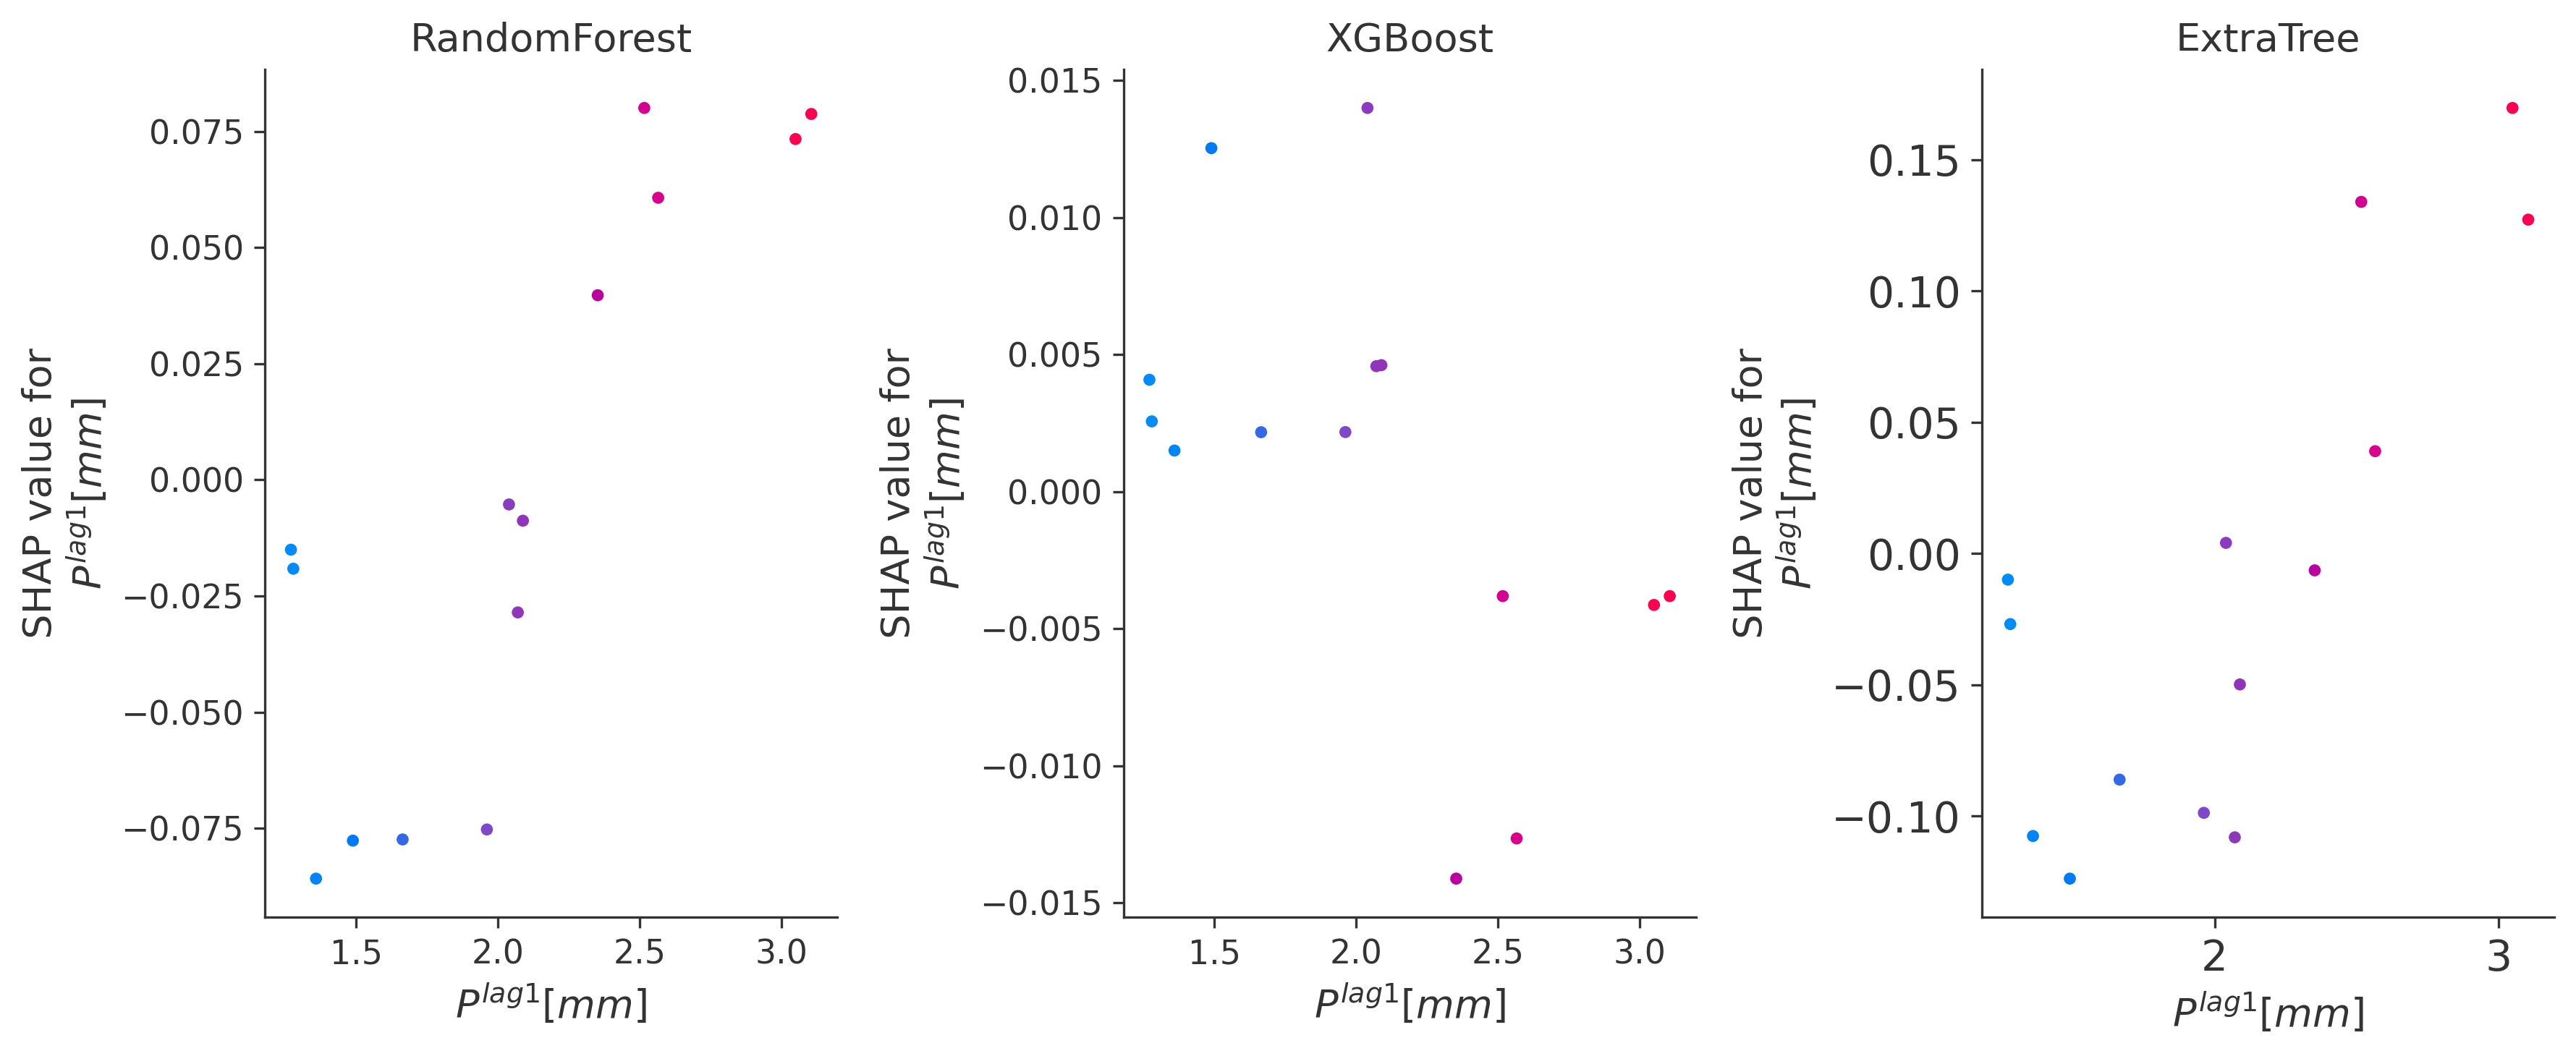 RandomForest
0.075
0.050
0.025
0.000
−0.025
−0.050
−0.075
SHAP value for
P^{lag1}[mm]
1.5 2.0 2.5 3.0
P^{lag1}[mm]
XGBoost
0.015
0.010
0.005
0.000
−0.005
−0.010
−0.015
SHAP value for
P^{lag1}[mm]
1.5 2.0 2.5 3.0
P^{lag1}[mm]
ExtraTree
0.15
0.10
0.05
0.00
−0.05
−0.10
SHAP value for
P^{lag1}[mm]
2 3
P^{lag1}[mm]